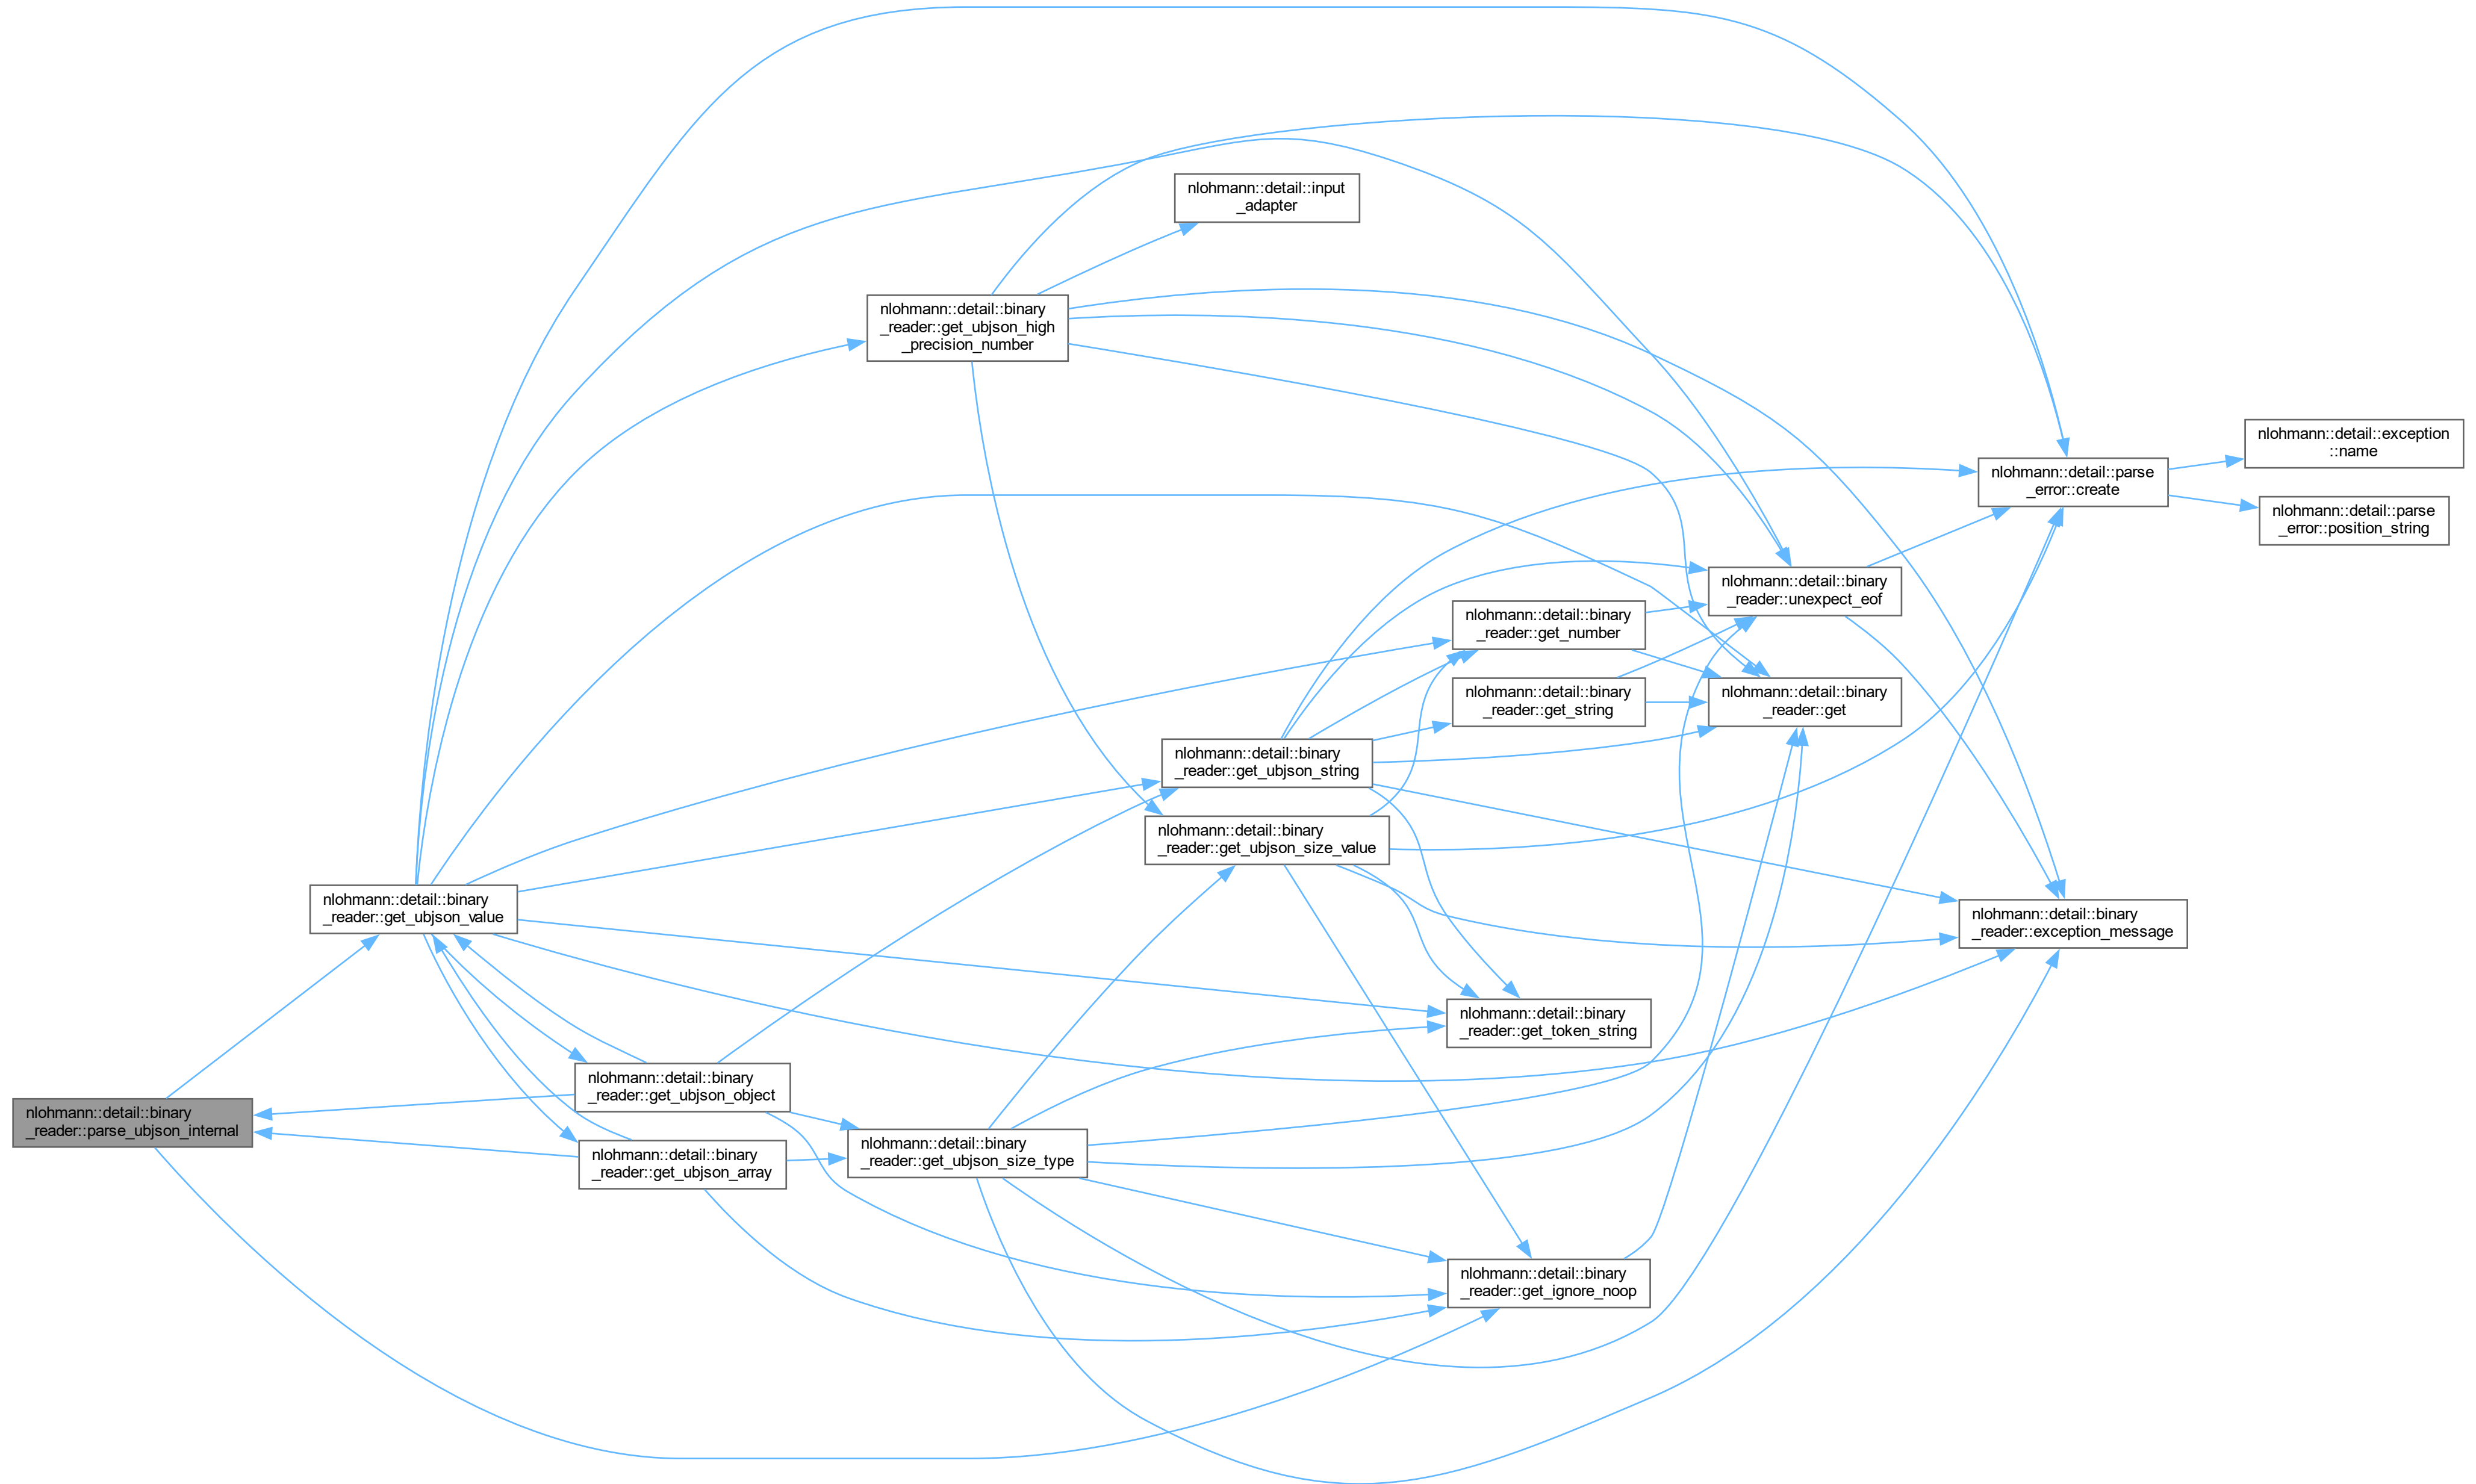 nlohmann::detail::input
_adapter
nlohmann::detail::binary
_reader::get_ubjson_high
_precision_number
nlohmann::detail::exception
::name
nlohmann::detail::parse
_error::create
nlohmann::detail::parse
_error::position_string
nlohmann::detail::binary
_reader::unexpect_eof
nlohmann::detail::binary
_reader::get_number
nlohmann::detail::binary
_reader::get_string
nlohmann::detail::binary
_reader::get
nlohmann::detail::binary
_reader::get_ubjson_string
nlohmann::detail::binary
_reader::get_ubjson_size_value
nlohmann::detail::binary
_reader::get_ubjson_value
nlohmann::detail::binary
_reader::exception_message
nlohmann::detail::binary
_reader::get_token_string
nlohmann::detail::binary
_reader::get_ubjson_object
nlohmann::detail::binary
_reader::parse_ubjson_internal
nlohmann::detail::binary
_reader::get_ubjson_size_type
nlohmann::detail::binary
_reader::get_ubjson_array
nlohmann::detail::binary
_reader::get_ignore_noop